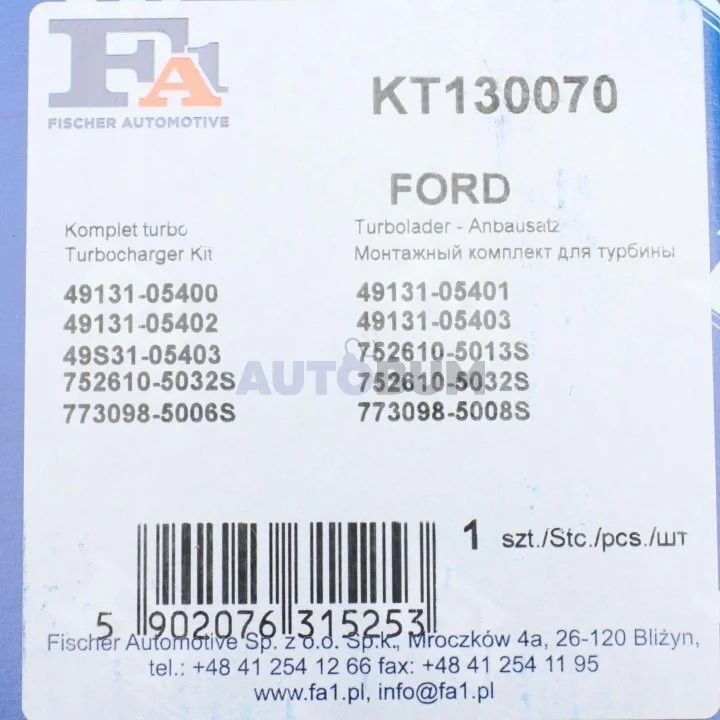 FA1
FISCHER AUTOMOTIVE
KT130070
FORD
Komplet turbo
Turbolader - Anbausatz
Turbocharger Kit
Монтажный комплект для турбины
49131-05400 49131-05401
49131-05402 49131-05403
49S31-05403 752610-5013S
752610-5032S 752610-5032S
AUTODUM
773098-5006S 773098-5008S
1 szt./Stc./pcs./шт
5 902076 315253
Fischer Automotive Sp. z o.o. Sp.k., Mroczków 4a, 26-120 Bliżyn,
tel.: +48 41 254 12 66 fax: +48 41 254 11 95
www.fa1.pl, info@fa1.pl